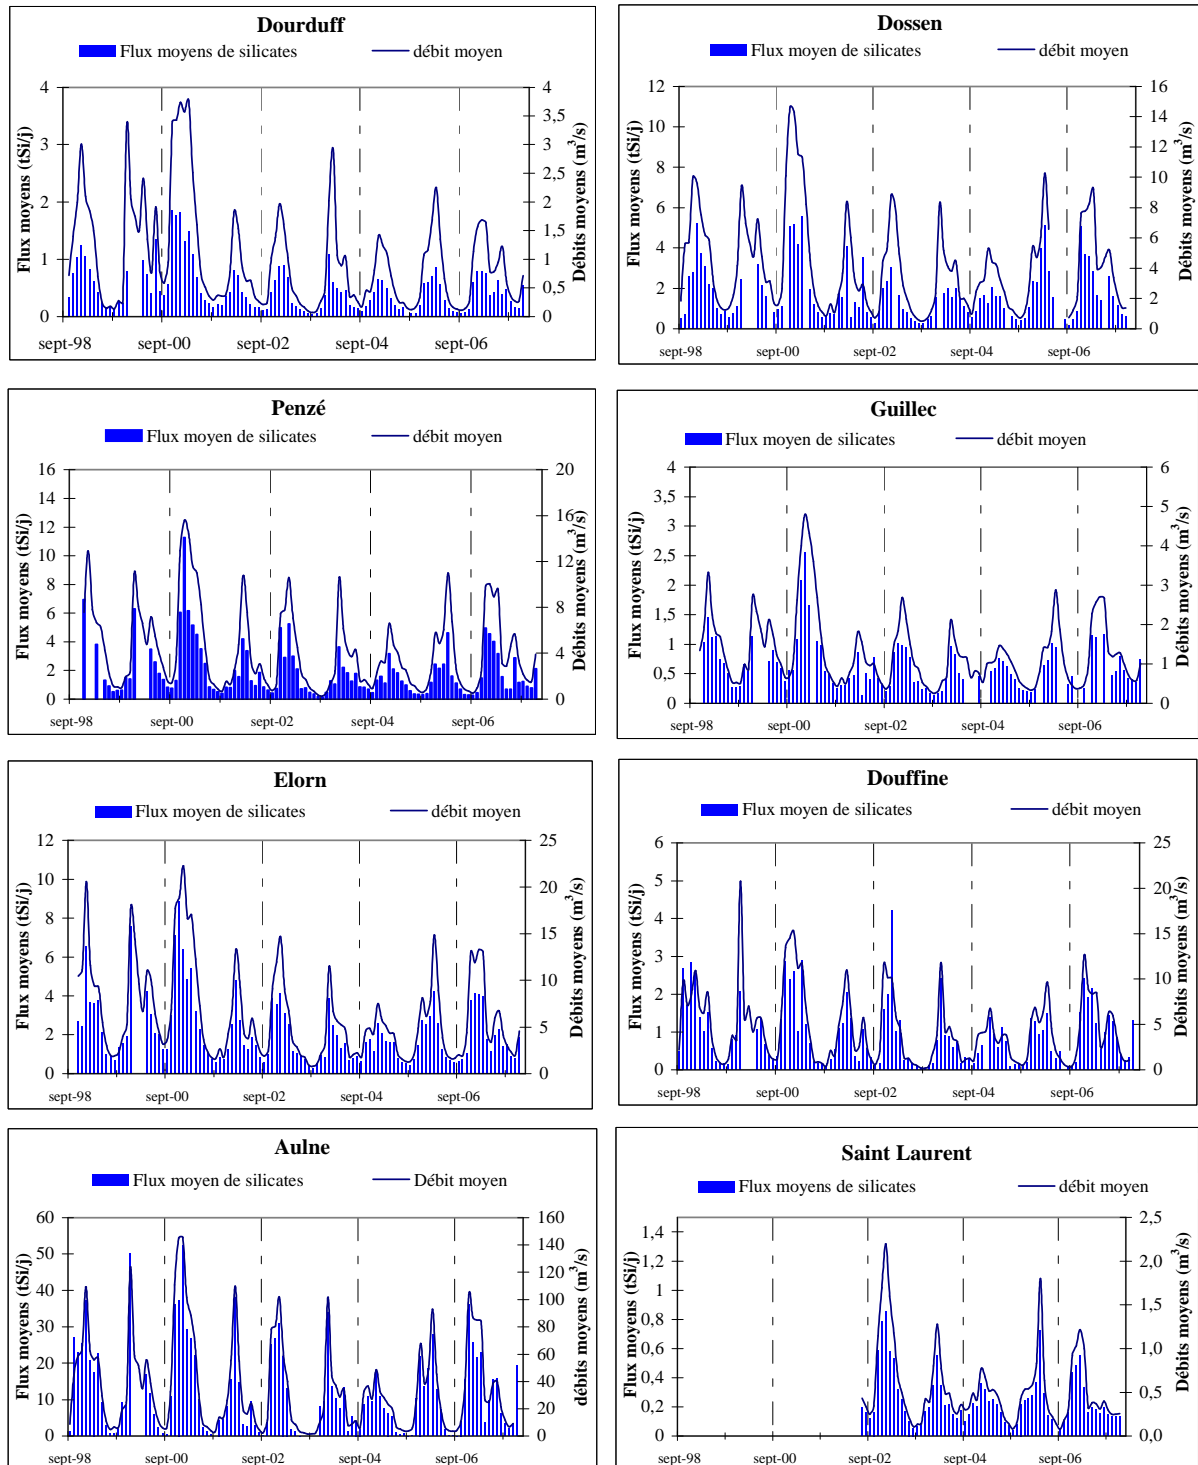 Dourduff
Flux moyens de silicates débit moyen
Flux moyens (tSi/j)
4
3
2
1
0
4
3,5
3
2,5
2
1,5
1
0,5
0
Débits moyens (m³/s)
sept-98 sept-00 sept-02 sept-04 sept-06
Dossen
Flux moyen de silicates débit moyen
Flux moyens (tSi/j)
12
10
8
6
4
2
0
16
14
12
10
8
6
4
2
0
Débits moyens (m³/s)
sept-98 sept-00 sept-02 sept-04 sept-06
Penzé
Flux moyen de silicates débit moyen
Flux moyens (tSi/j)
16
14
12
10
8
6
4
2
0
20
16
12
8
4
0
Débits moyens (m³/s)
sept-98 sept-00 sept-02 sept-04 sept-06
Guillec
Flux moyen de silicates débit moyen
Flux moyens (tSi/j)
4
3,5
3
2,5
2
1,5
1
0,5
0
6
5
4
3
2
1
0
Débits moyens (m³/s)
sept-98 sept-00 sept-02 sept-04 sept-06
Elorn
Flux moyen de silicates débit moyen
Flux moyens (tSi/j)
12
10
8
6
4
2
0
25
20
15
10
5
0
Débits moyens (m³/s)
sept-98 sept-00 sept-02 sept-04 sept-06
Douffine
Flux moyen de silicates débit moyen
Flux moyens (tSi/j)
6
5
4
3
2
1
0
25
20
15
10
5
0
Débits moyens (m³/s)
sept-98 sept-00 sept-02 sept-04 sept-06
Aulne
Flux moyen de silicates Débit moyen
Flux moyens (tSi/j)
60
50
40
30
20
10
0
160
140
120
100
80
60
40
20
0
débits moyens (m³/s)
sept-98 sept-00 sept-02 sept-04 sept-06
Saint Laurent
Flux moyens de silicates débit moyen
Flux moyens (tSi/j)
1,4
1,2
1
0,8
0,6
0,4
0,2
0
2,5
2,0
1,5
1,0
0,5
0,0
Débits moyens (m³/s)
sept-98 sept-00 sept-02 sept-04 sept-06